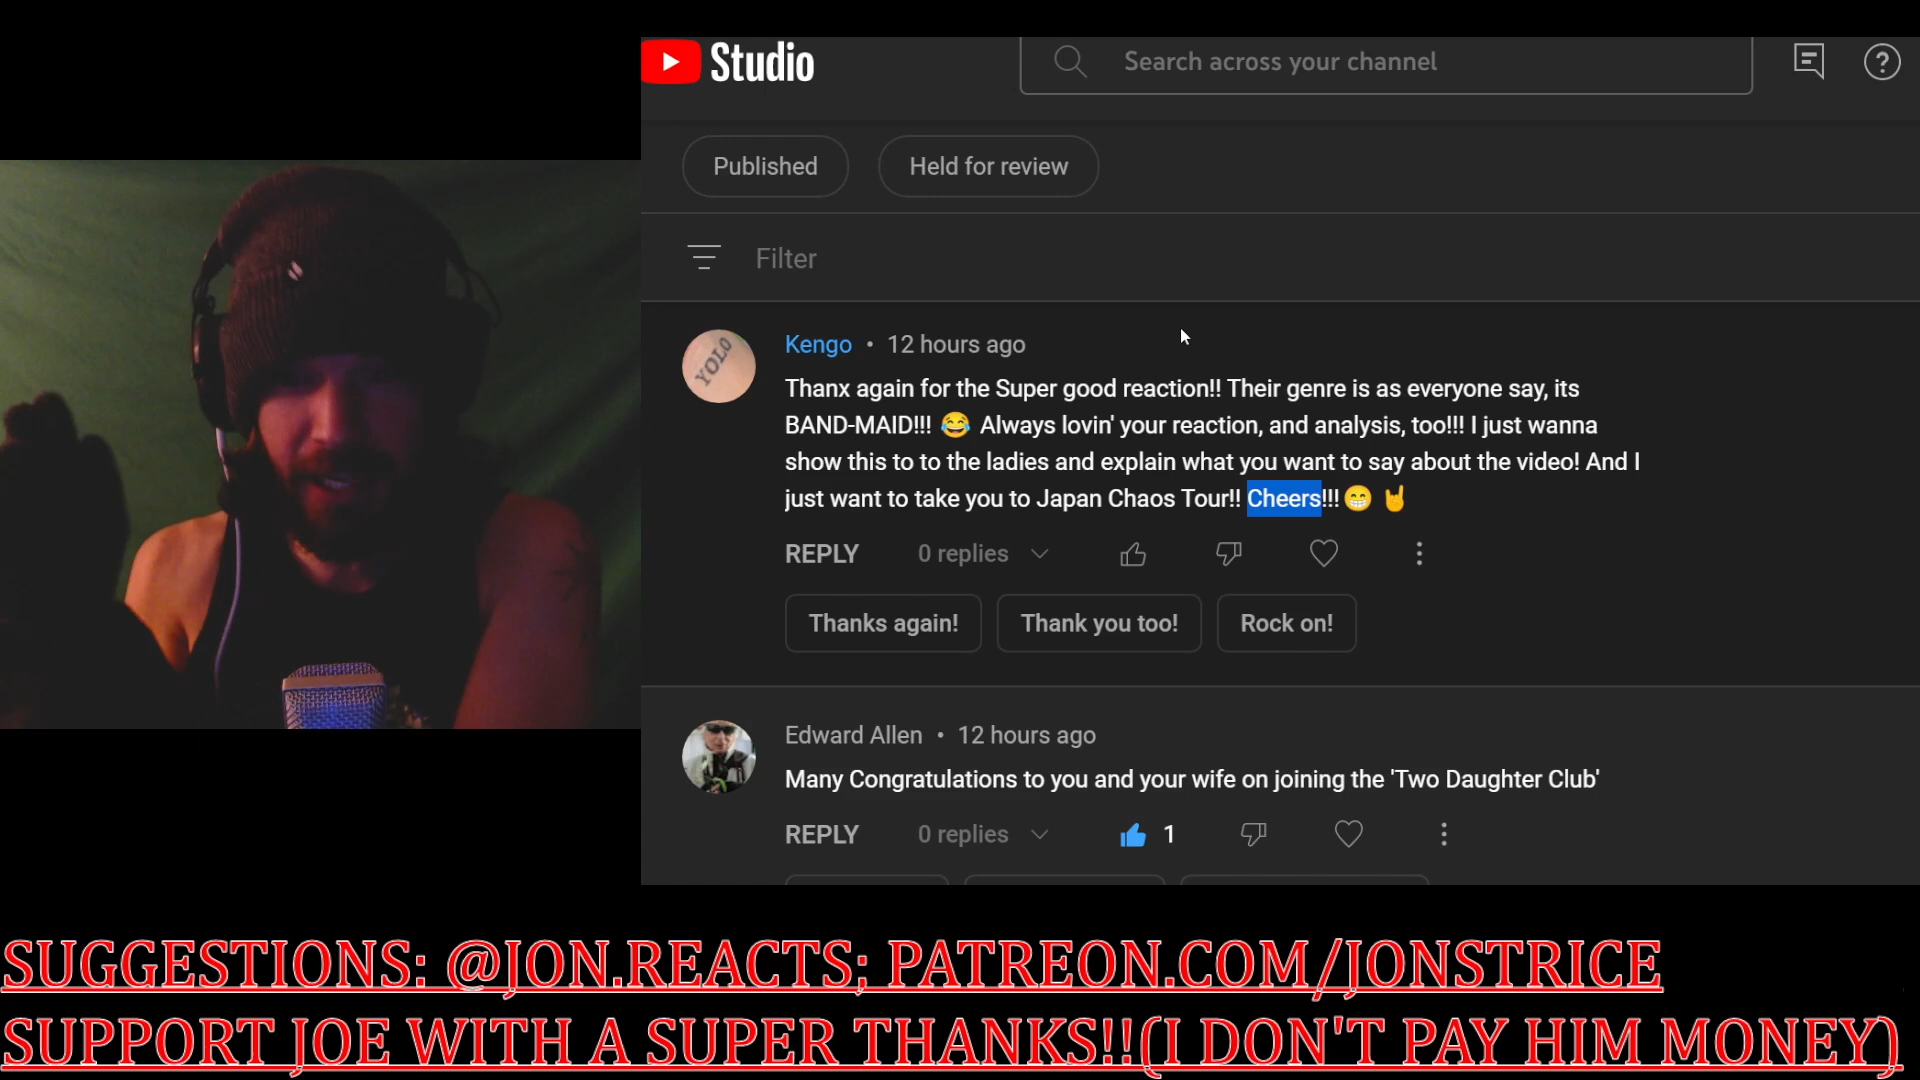 Studio
Search across your channel
Published
Held for review
Filter
YOLO
Kengo • 12 hours ago
Thanx again for the Super good reaction!! Their genre is as everyone say, its
BAND-MAID!!! 😂 Always lovin' your reaction, and analysis, too!!! I just wanna
show this to to the ladies and explain what you want to say about the video! And I
just want to take you to Japan Chaos Tour!! Cheers!!!😁 🤘
REPLY 0 replies
Thanks again! Thank you too! Rock on!
Edward Allen • 12 hours ago
Many Congratulations to you and your wife on joining the 'Two Daughter Club'
REPLY 0 replies 1
SUGGESTIONS: @JON.REACTS; PATREON.COM/JONSTRICE
SUPPORT JOE WITH A SUPER THANKS!!(I DON'T PAY HIM MONEY)